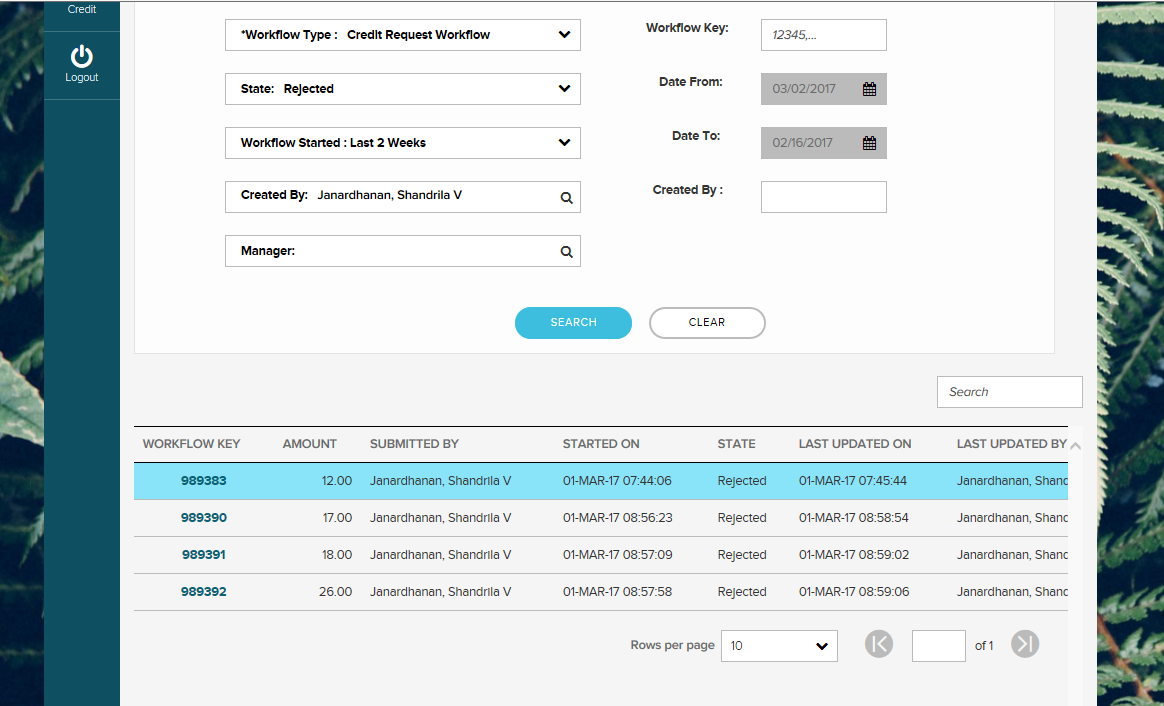 Credit
Logout
*Workflow Type : Credit Request Workflow
Workflow Key: 12345,...
State: Rejected
Date From: 03/02/2017
Workflow Started : Last 2 Weeks
Date To: 02/16/2017
Created By: Janardhanan, Shandrila V
Created By :
Manager:
SEARCH CLEAR
Search
WORKFLOW KEY AMOUNT SUBMITTED BY STARTED ON STATE LAST UPDATED ON LAST UPDATED BY
989383 12.00 Janardhanan, Shandrila V 01-MAR-17 07:44:06 Rejected 01-MAR-17 07:45:44 Janardhanan, Shand
989390 17.00 Janardhanan, Shandrila V 01-MAR-17 08:56:23 Rejected 01-MAR-17 08:58:54 Janardhanan, Shand
989391 18.00 Janardhanan, Shandrila V 01-MAR-17 08:57:09 Rejected 01-MAR-17 08:59:02 Janardhanan, Shand
989392 26.00 Janardhanan, Shandrila V 01-MAR-17 08:57:58 Rejected 01-MAR-17 08:59:06 Janardhanan, Shand
Rows per page 10 of 1